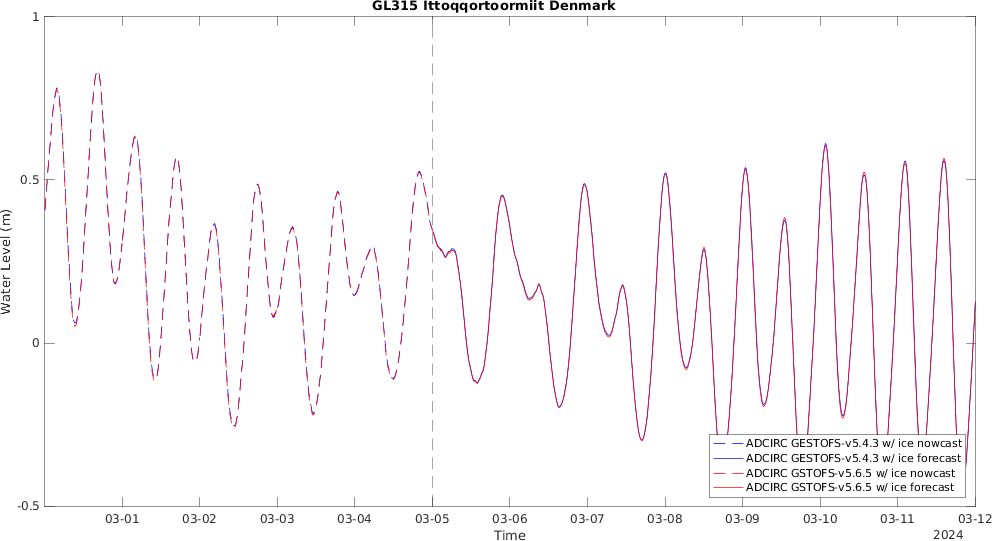 GL315 Ittoqqortoormiit Denmark
1
0.5
0
-0.5
Water Level (m)
ADCIRC GESTOFS-v5.4.3 w/ ice nowcast
ADCIRC GESTOFS-v5.4.3 w/ ice forecast
ADCIRC GSTOFS-v5.6.5 w/ ice nowcast
ADCIRC GSTOFS-v5.6.5 w/ ice forecast
03-01 03-02 03-03 03-04 03-05 03-06 03-07 03-08 03-09 03-10 03-11 03-12
Time
2024